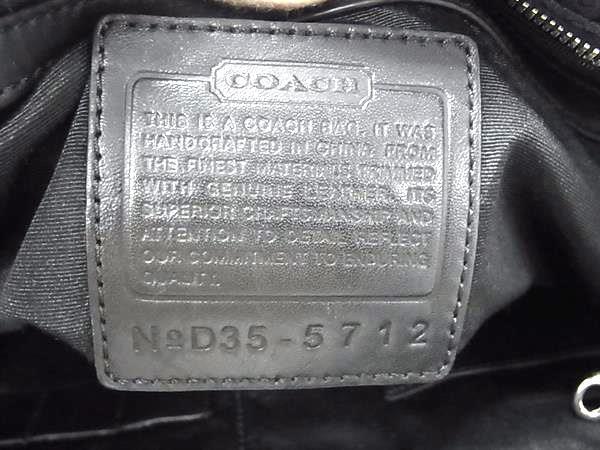 COACH
THIS IS A COACH BAG. IT WAS
HANDCRAFTED IN CHINA FROM
THE FINEST MATERIALS TRIMMED
WITH GENUINE LEATHER. ITS
SUPERIOR CRAFTSMANSHIP AND
ATTENTION TO DETAIL REFLECT
OUR COMMITMENT TO ENDURING
QUALITY.
NºD35-5712